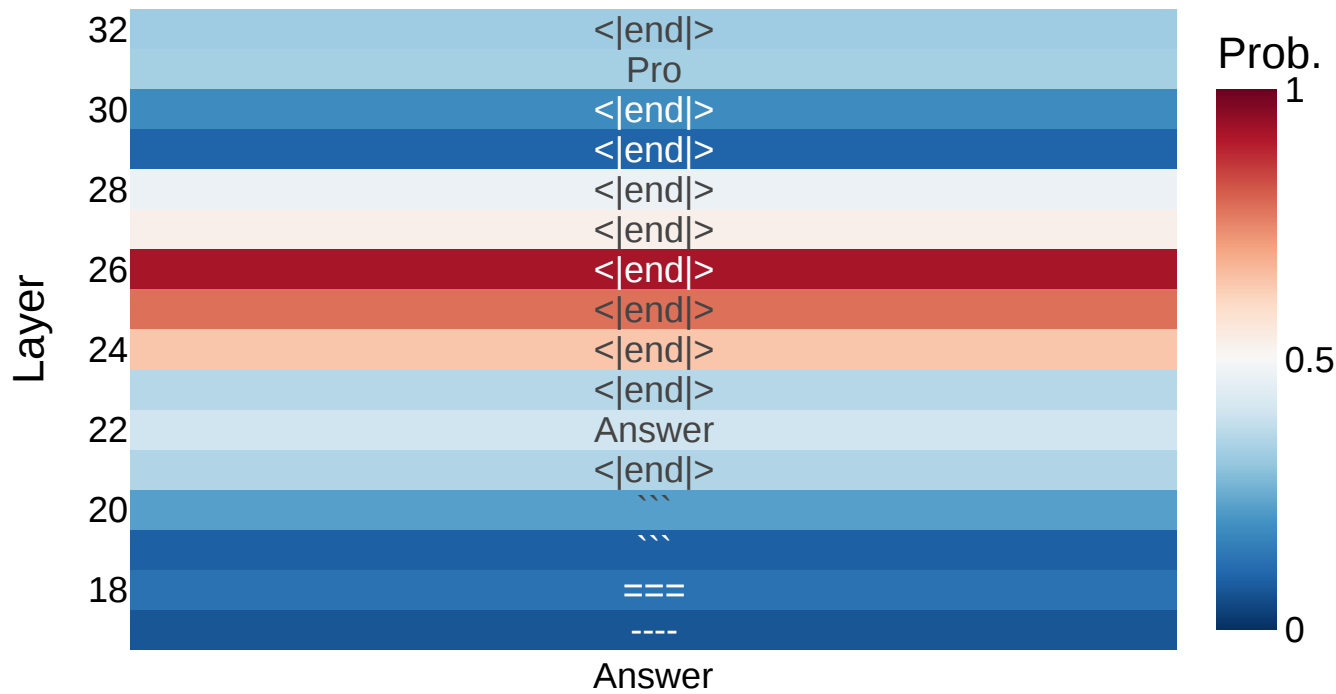 32 <|end|>
Pro
30 <|end|>
<|end|>
28 <|end|>
<|end|>
26 <|end|>
<|end|>
24 <|end|>
<|end|>
22 Answer
<|end|>
20 ```
```
18 ===
----
Answer
Layer
Prob.
1
0.5
0